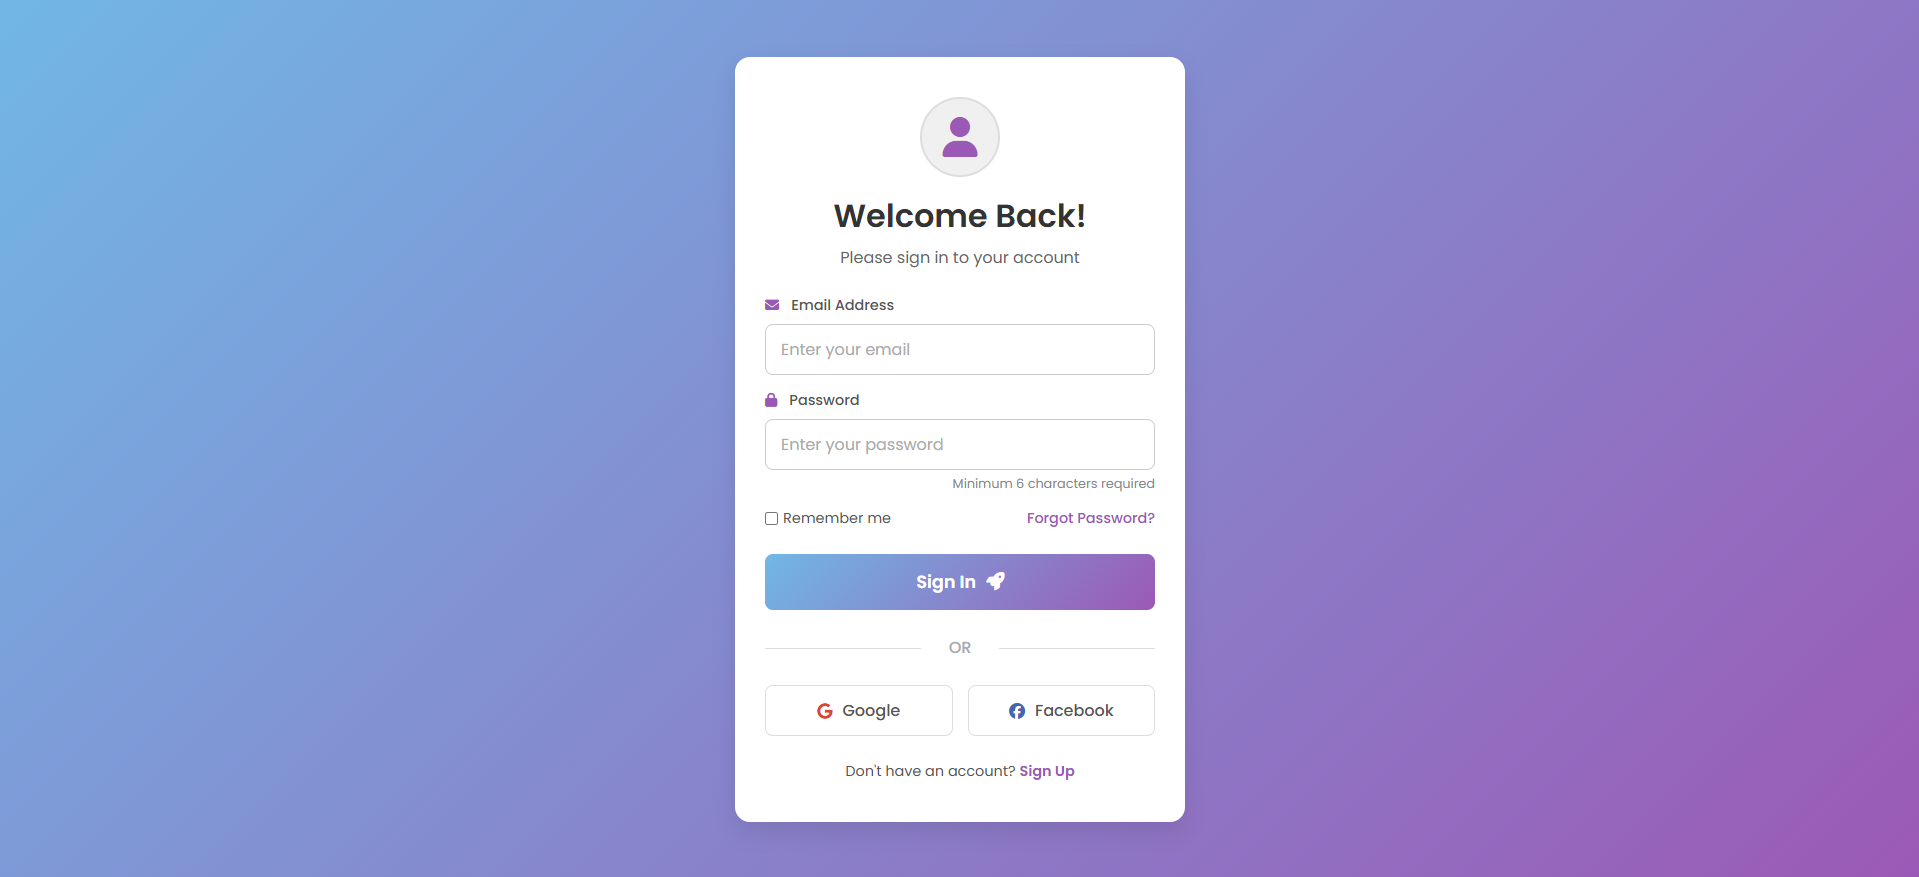 Welcome Back!
Please sign in to your account
Email Address
Enter your email
Password
Enter your password
Minimum 6 characters required
Remember me Forgot Password?
Sign In
OR
Google Facebook
Don't have an account? Sign Up